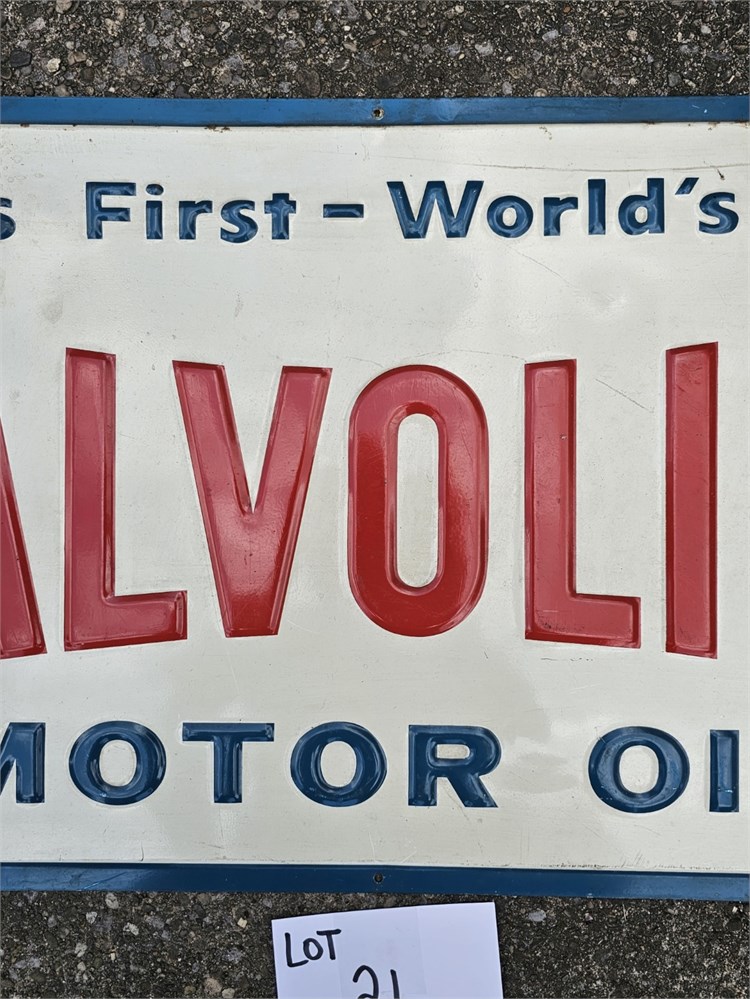 s First - World's
ALVOLI
MOTOR OI
LOT
21